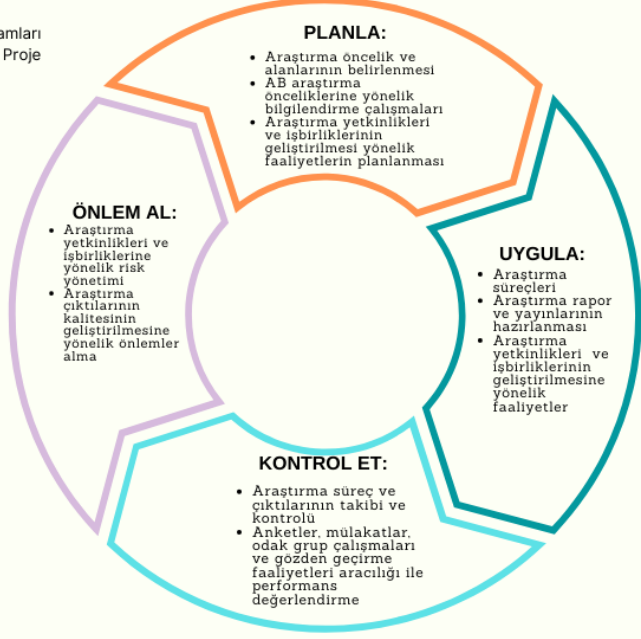 amları
Proje
PLANLA:
• Araştırma öncelik ve
alanlarının belirlenmesi
• AB araştırma
önceliklerine yönelik
bilgilendirme çalışmaları
• Araştırma yetkinlikleri
ve işbirliklerinin
geliştirilmesi yönelik
faaliyetlerin planlanması
UYGULA:
• Araştırma
süreçleri
• Araştırma rapor
ve yayınlarının
hazırlanması
• Araştırma
yetkinlikleri ve
işbirliklerinin
geliştirilmesine
yönelik
faaliyetler
KONTROL ET:
• Araştırma süreç ve
çıktılarının takibi ve
kontrolü
• Anketler, mülakatlar,
odak grup çalışmaları
ve gözden geçirme
faaliyetleri aracılığı ile
performans
değerlendirme
ÖNLEM AL:
• Araştırma
yetkinlikleri ve
işbirliklerine
yönelik risk
yönetimi
• Araştırma
çıktılarının
kalitesinin
geliştirilmesine
yönelik önlemler
alma